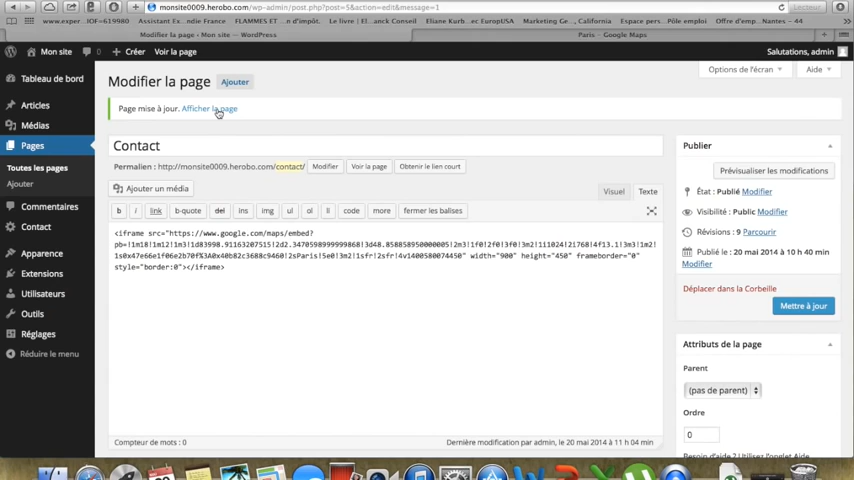 monsite0009.herobo.com/wp-admin/post.php?post=5&action=edit&message=1
Lecteur
Assistant Ex...ndie France
FLAMMES ET ...n d'impôt.
Le livre | El...anck Conseil
Eliane Kurk...ec EuropUSA
Marketing Ge..., California
Espace pers... Pôle emploi
Offre d'emp...Nantes – 44
Modifier la page ‹ Mon site — WordPress
Paris – Google Maps
Mon site
0
Créer
Voir la page
Salutations, admin
Tableau de bord
Articles
Médias
Pages
Toutes les pages
Ajouter
Commentaires
Contact
Apparence
Extensions
Utilisateurs
Outils
Réglages
Réduire le menu
Modifier la page
Ajouter
Options de l'écran
Aide
Page mise à jour. Afficher la page
Contact
Permalien : http://monsite0009.herobo.com/contact/
Modifier
Voir la page
Obtenir le lien court
Ajouter un média
Visuel
Texte
b
i
link
b-quote
del
ins
img
ul
ol
li
code
more
fermer les balises
<iframe src="https://www.google.com/maps/embed?
pb=!1m18!1m12!1m3!1d83998.91163207515!2d2.3470598999999868!3d48.858858950000005!2m3!1f0!2f0!3f0!3m2!1i1024!2i768!4f13.1!3m3!1m2!
1s0x47e66e1f06e2b70f%3A0x40b82c3688c9460!2sParis!5e0!3m2!1sfr!2sfr!4v1400580074450" width="900" height="450" frameborder="0"
style="border:0"></iframe>
Compteur de mots : 0
Dernière modification par admin, le 20 mai 2014 à 11 h 04 min
Publier
Prévisualiser les modifications
État : Publié Modifier
Visibilité : Public Modifier
Révisions : 9 Parcourir
Publié le : 20 mai 2014 à 10 h 40 min
Modifier
Déplacer dans la Corbeille
Mettre à jour
Attributs de la page
Parent
(pas de parent)
Ordre
0
Besoin d'aide ? Utilisez l'onglet Aide